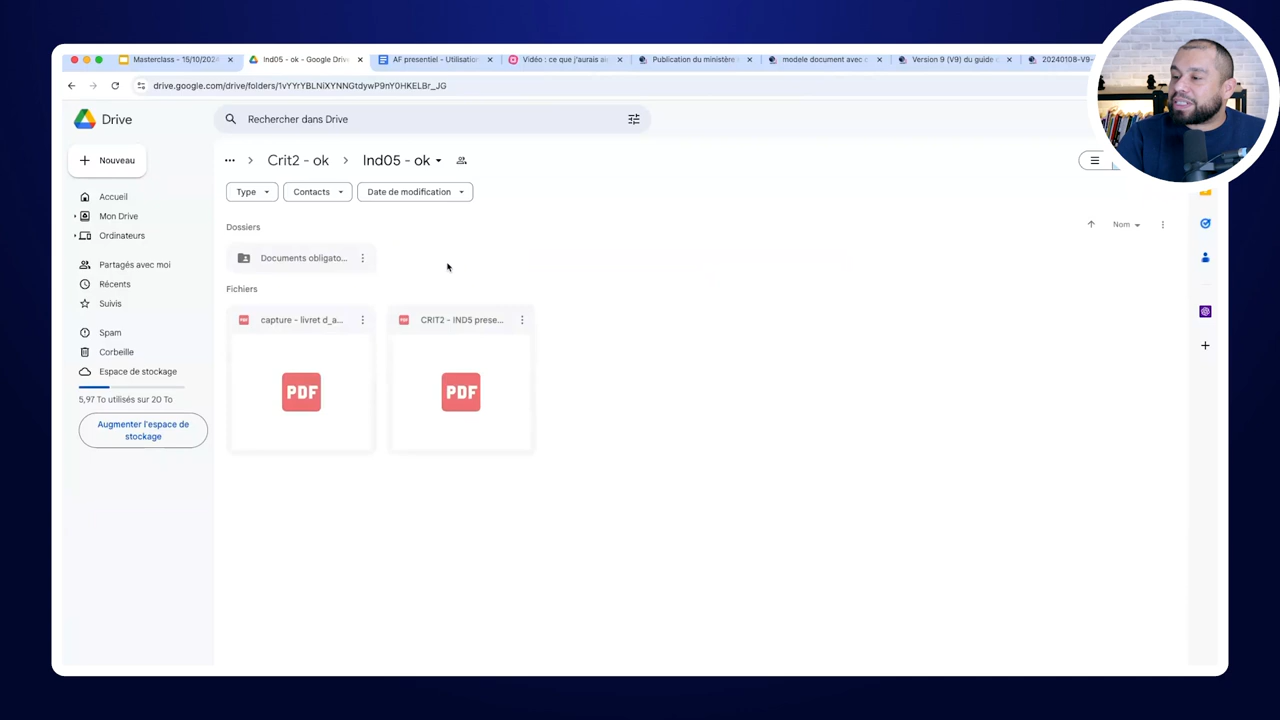 Masterclass - 15/10/2024
Ind05 - ok - Google Drive
AF presentiel - Utilisation
Vidéo : ce que j'aurais ai
Publication du ministère
modele document avec c
Version 9 (V9) du guide
20240108-V9-
drive.google.com/drive/folders/1vYYrYBLNiXYNNGtdywP9nY0HKELBr_JG
Drive
Rechercher dans Drive
Nouveau
Crit2 - ok
Ind05 - ok
Type
Contacts
Date de modification
Accueil
Mon Drive
Ordinateurs
Partagés avec moi
Récents
Suivis
Spam
Corbeille
Espace de stockage
5,97 To utilisés sur 20 To
Augmenter l'espace de
stockage
Dossiers
Nom
Documents obligato...
Fichiers
capture - livret d_a...
CRIT2 - IND5 prese...
PDF
PDF